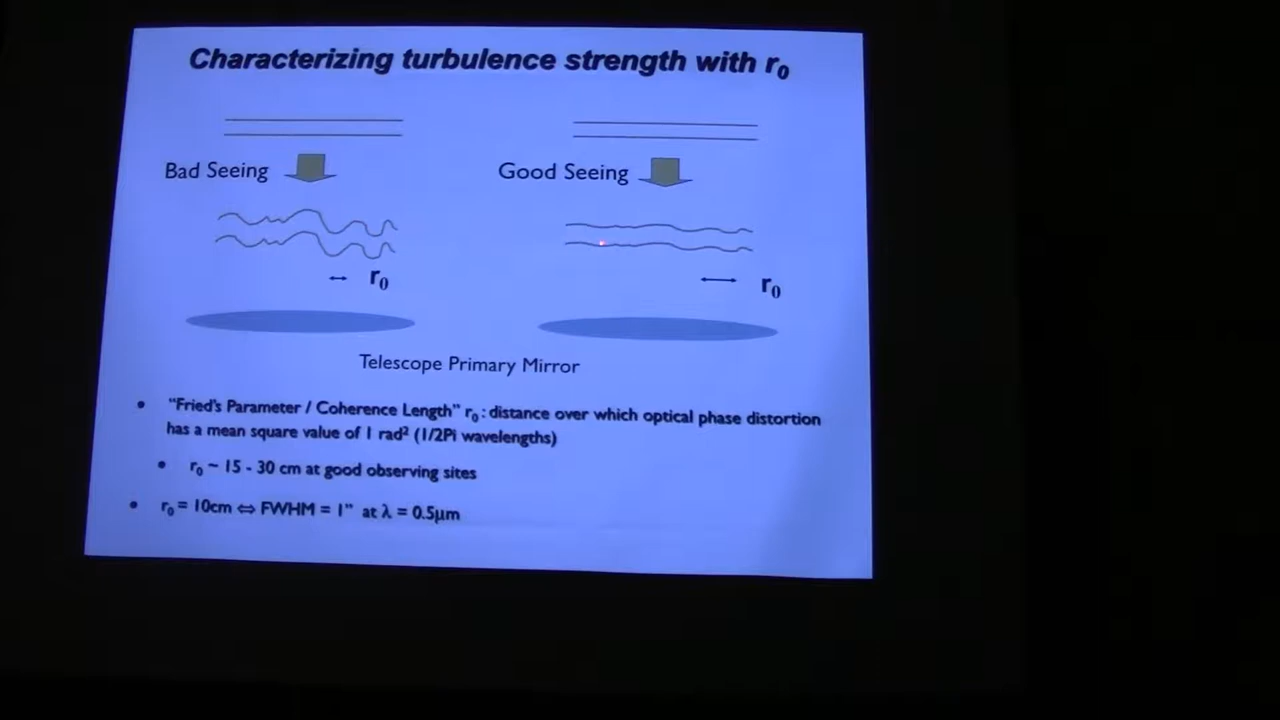 Characterizing turbulence strength with r₀
Bad Seeing
Good Seeing
r₀
r₀
Telescope Primary Mirror
• "Fried's Parameter / Coherence Length" r₀ : distance over which optical phase distortion
has a mean square value of 1 rad² (1/2Pi wavelengths)
• r₀ ~ 15 - 30 cm at good observing sites
• r₀ = 10cm ⇔ FWHM = 1" at λ = 0.5μm